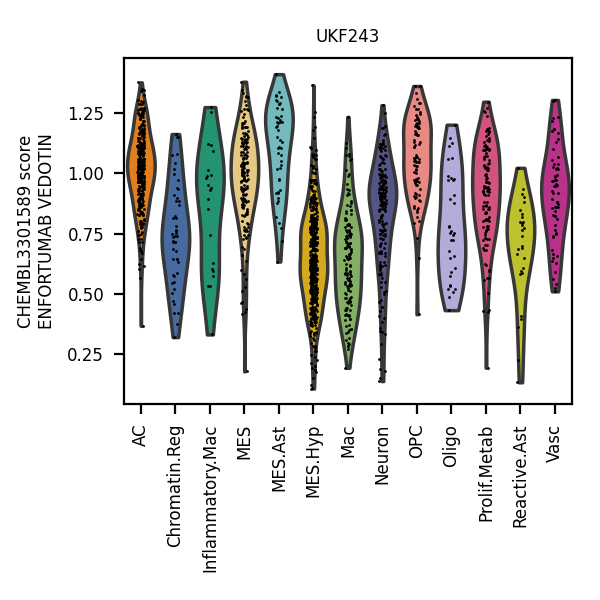 UKF243
CHEMBL3301589 score
ENFORTUMAB VEDOTIN
1.25
1.00
0.75
0.50
0.25
AC
Chromatin.Reg
Inflammatory.Mac
MES
MES.Ast
MES.Hyp
Mac
Neuron
OPC
Oligo
Prolif.Metab
Reactive.Ast
Vasc